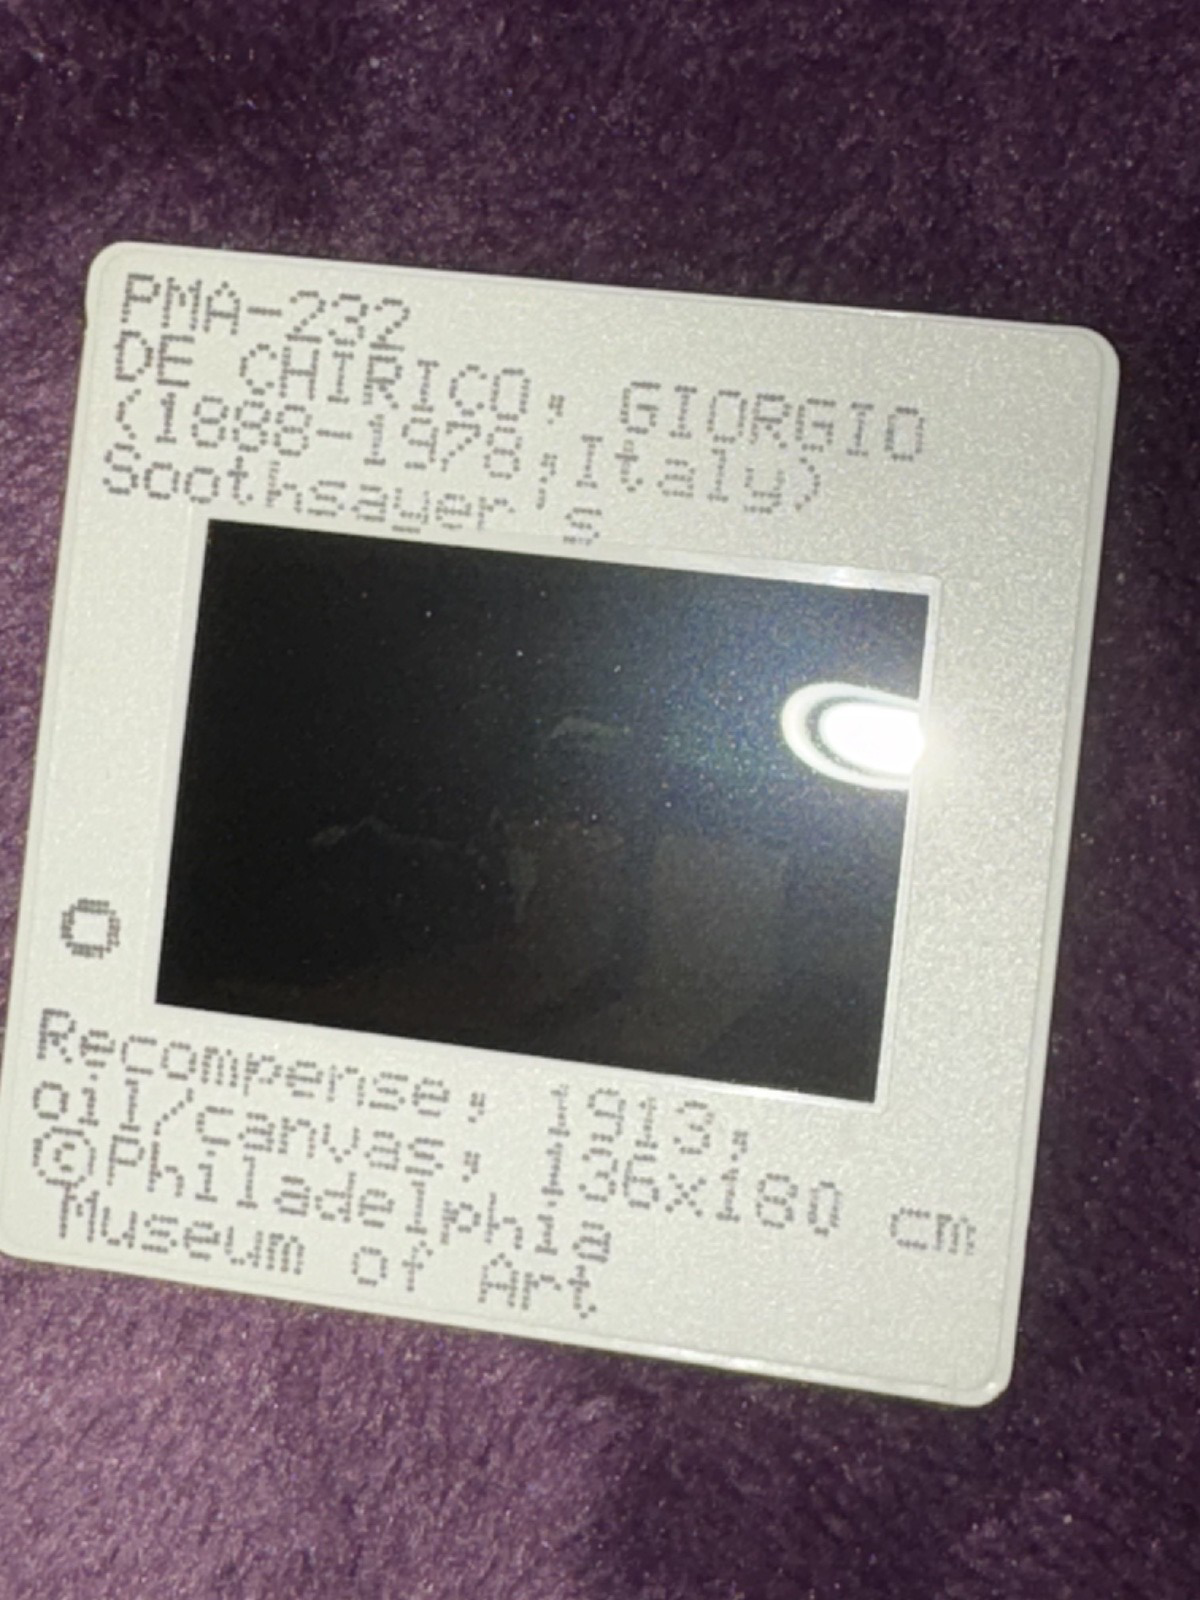 PMA-232
DE CHIRICO, GIORGIO
(1888-1978,Italy)
Soothsayer's
O
Recompense, 1913,
oil/canvas, 136x180 cm
©Philadelphia
Museum of Art